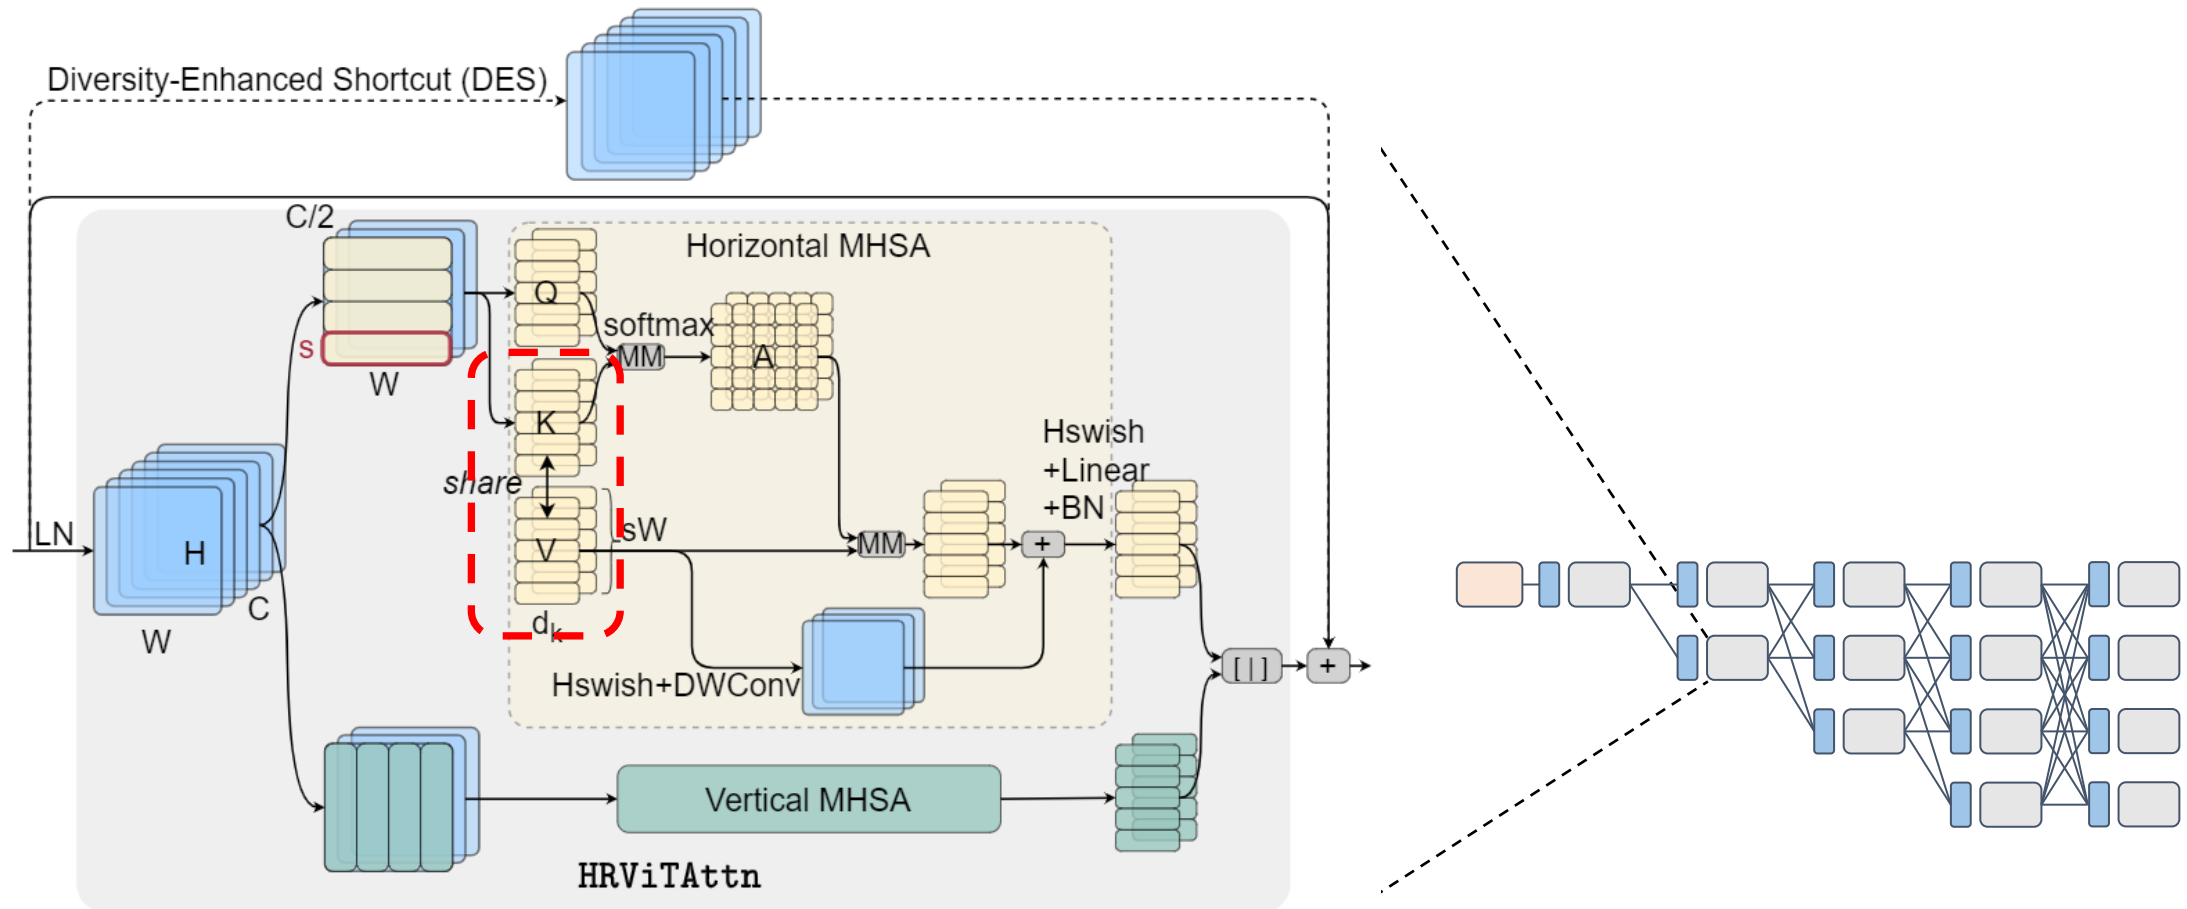 Diversity-Enhanced Shortcut (DES)
C/2
Horizontal MHSA
Q
softmax
MM
A
s
W
K
share
Hswish
+Linear
+BN
LN
H
V
sW
MM
+
C
W
dk
Hswish+DWConv
[ | ]
+
Vertical MHSA
HRViTAttn